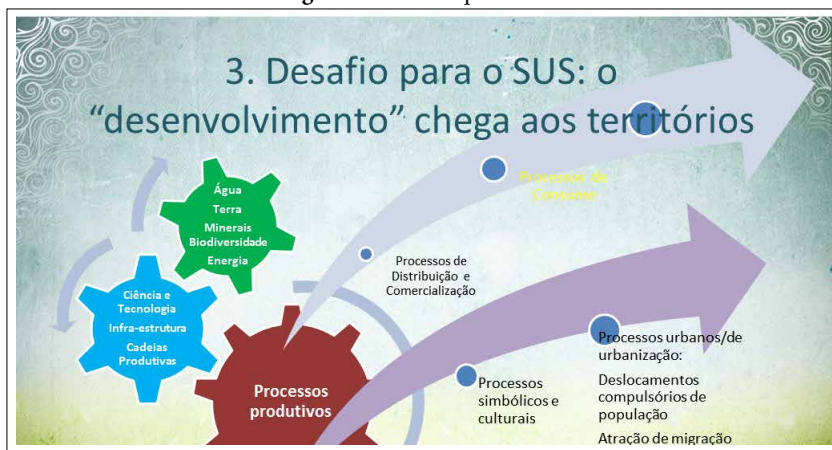 3. Desafio para o SUS: o
“desenvolvimento” chega aos territórios
Água
Terra
Minerais
Biodiversidade
Energia
Ciência e
Tecnologia
Infra-estrutura
Cadeias
Produtivas
Processos
produtivos
Processos de
Distribuição e
Comercialização
Processos de
Consumo
Processos
simbólicos e
culturais
Processos urbanos/de
urbanização:
Deslocamentos
compulsórios de
população
Atração de migração